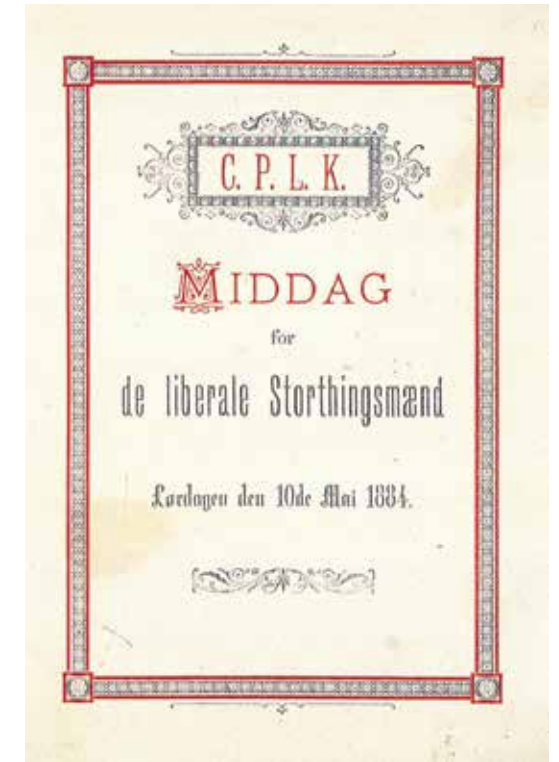 C. P. L. K.
MIDDAG
for
de liberale Storthingsmænd
Lørdagen den 10de Mai 1884.